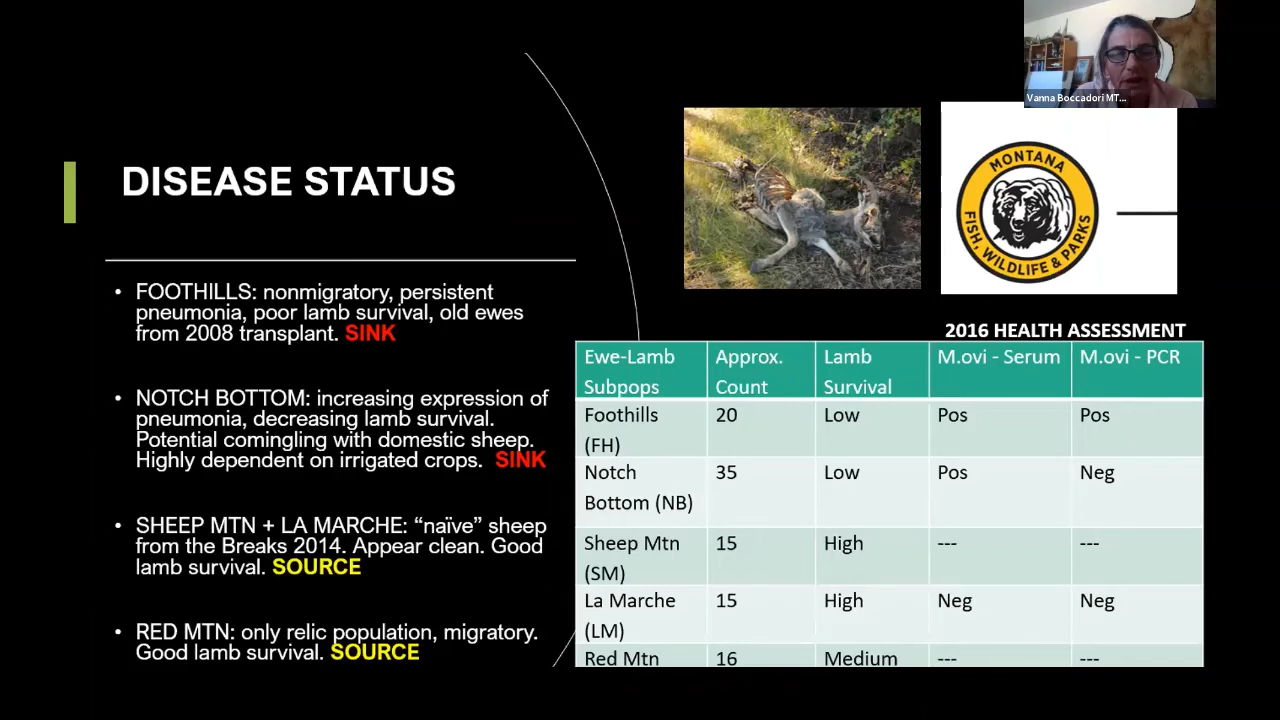 Vanna Boccadori MT...
DISEASE STATUS
MONTANA
FISH, WILDLIFE & PARKS
• FOOTHILLS: nonmigratory, persistent
pneumonia, poor lamb survival, old ewes
from 2008 transplant. SINK
• NOTCH BOTTOM: increasing expression of
pneumonia, decreasing lamb survival.
Potential comingling with domestic sheep.
Highly dependent on irrigated crops. SINK
• SHEEP MTN + LA MARCHE: “naïve” sheep
from the Breaks 2014. Appear clean. Good
lamb survival. SOURCE
• RED MTN: only relic population, migratory.
Good lamb survival. SOURCE
2016 HEALTH ASSESSMENT
Ewe-Lamb Approx. Lamb M.ovi - Serum M.ovi - PCR
Subpops Count Survival
Foothills 20 Low Pos Pos
(FH)
Notch 35 Low Pos Neg
Bottom (NB)
Sheep Mtn 15 High --- ---
(SM)
La Marche 15 High Neg Neg
(LM)
Red Mtn 16 Medium --- ---